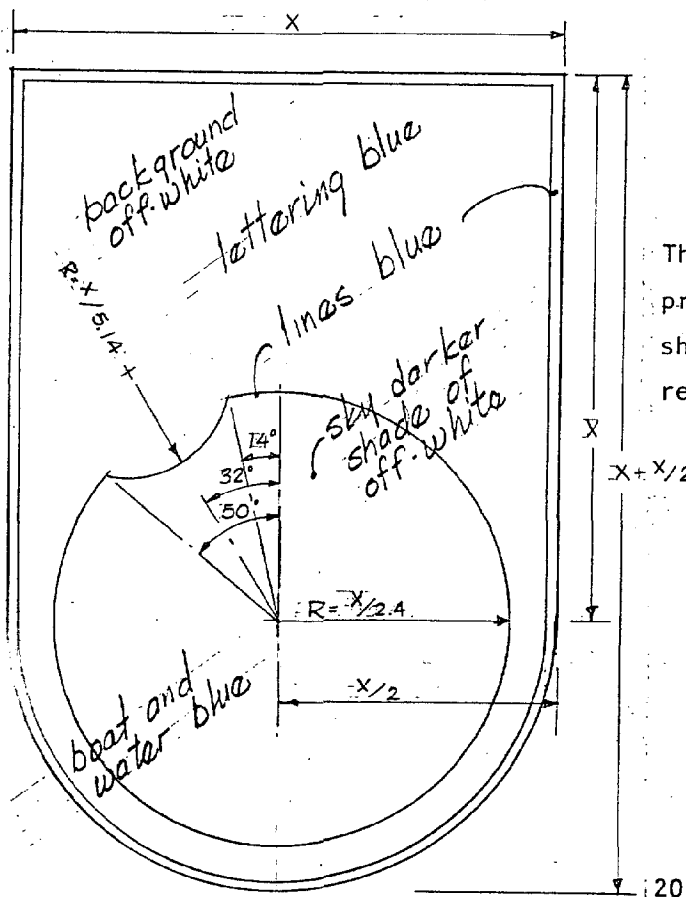 X
background
off-white
lettering blue
R=X/5.14
lines blue
sky darker
shade of
off-white
14°
32°
50°
X
X+X/2
R=X/2.4
X/2
boat and
water blue
Th
pr
sh
re
20